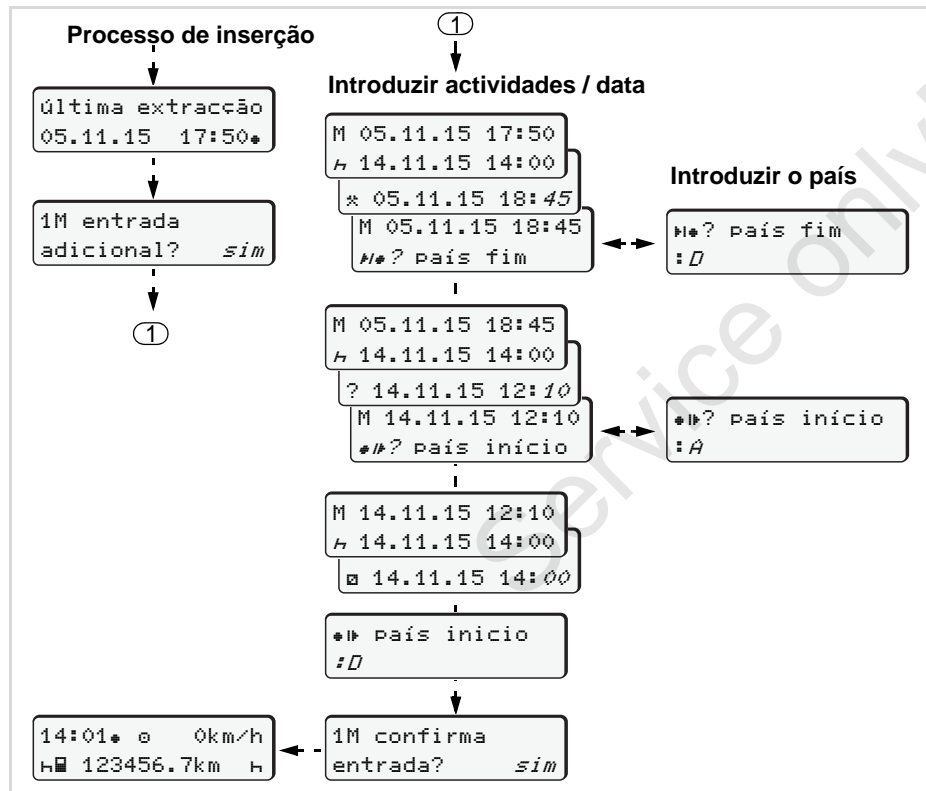 Processo de inserção
última extracção
05.11.15 17:50
1M entrada
adicional? sim
1
1
Introduzir actividades / data
M 05.11.15 17:50
14.11.15 14:00
05.11.15 18:45
M 05.11.15 18:45
? país fim
Introduzir o país
? país fim
:D
M 05.11.15 18:45
14.11.15 14:00
? 14.11.15 12:10
M 14.11.15 12:10
? país início
? país início
:A
M 14.11.15 12:10
14.11.15 14:00
14.11.15 14:00
país inicio
:D
1M confirma
entrada? sim
14:01 0km/h
123456.7km
Service only